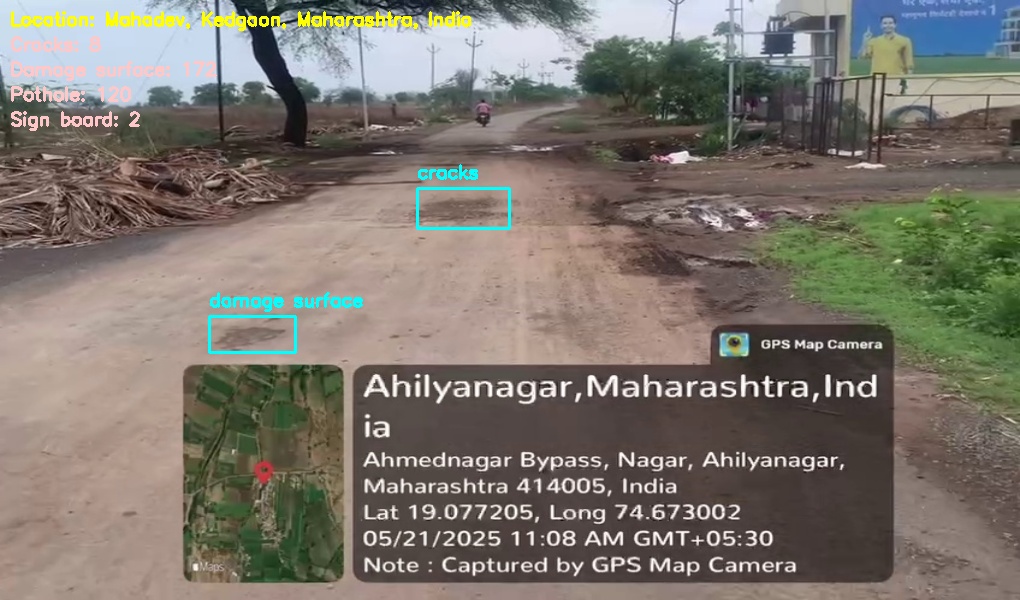 Location: Mahadev, Kedgaon, Maharashtra, India
Cracks: 8
Damage surface: 172
Pothole: 120
Sign board: 2
cracks
damage surface
GPS Map Camera
Ahilyanagar,Maharashtra,Ind
ia
Ahmednagar Bypass, Nagar, Ahilyanagar,
Maharashtra 414005, India
Lat 19.077205, Long 74.673002
05/21/2025 11:08 AM GMT+05:30
Note : Captured by GPS Map Camera
Maps